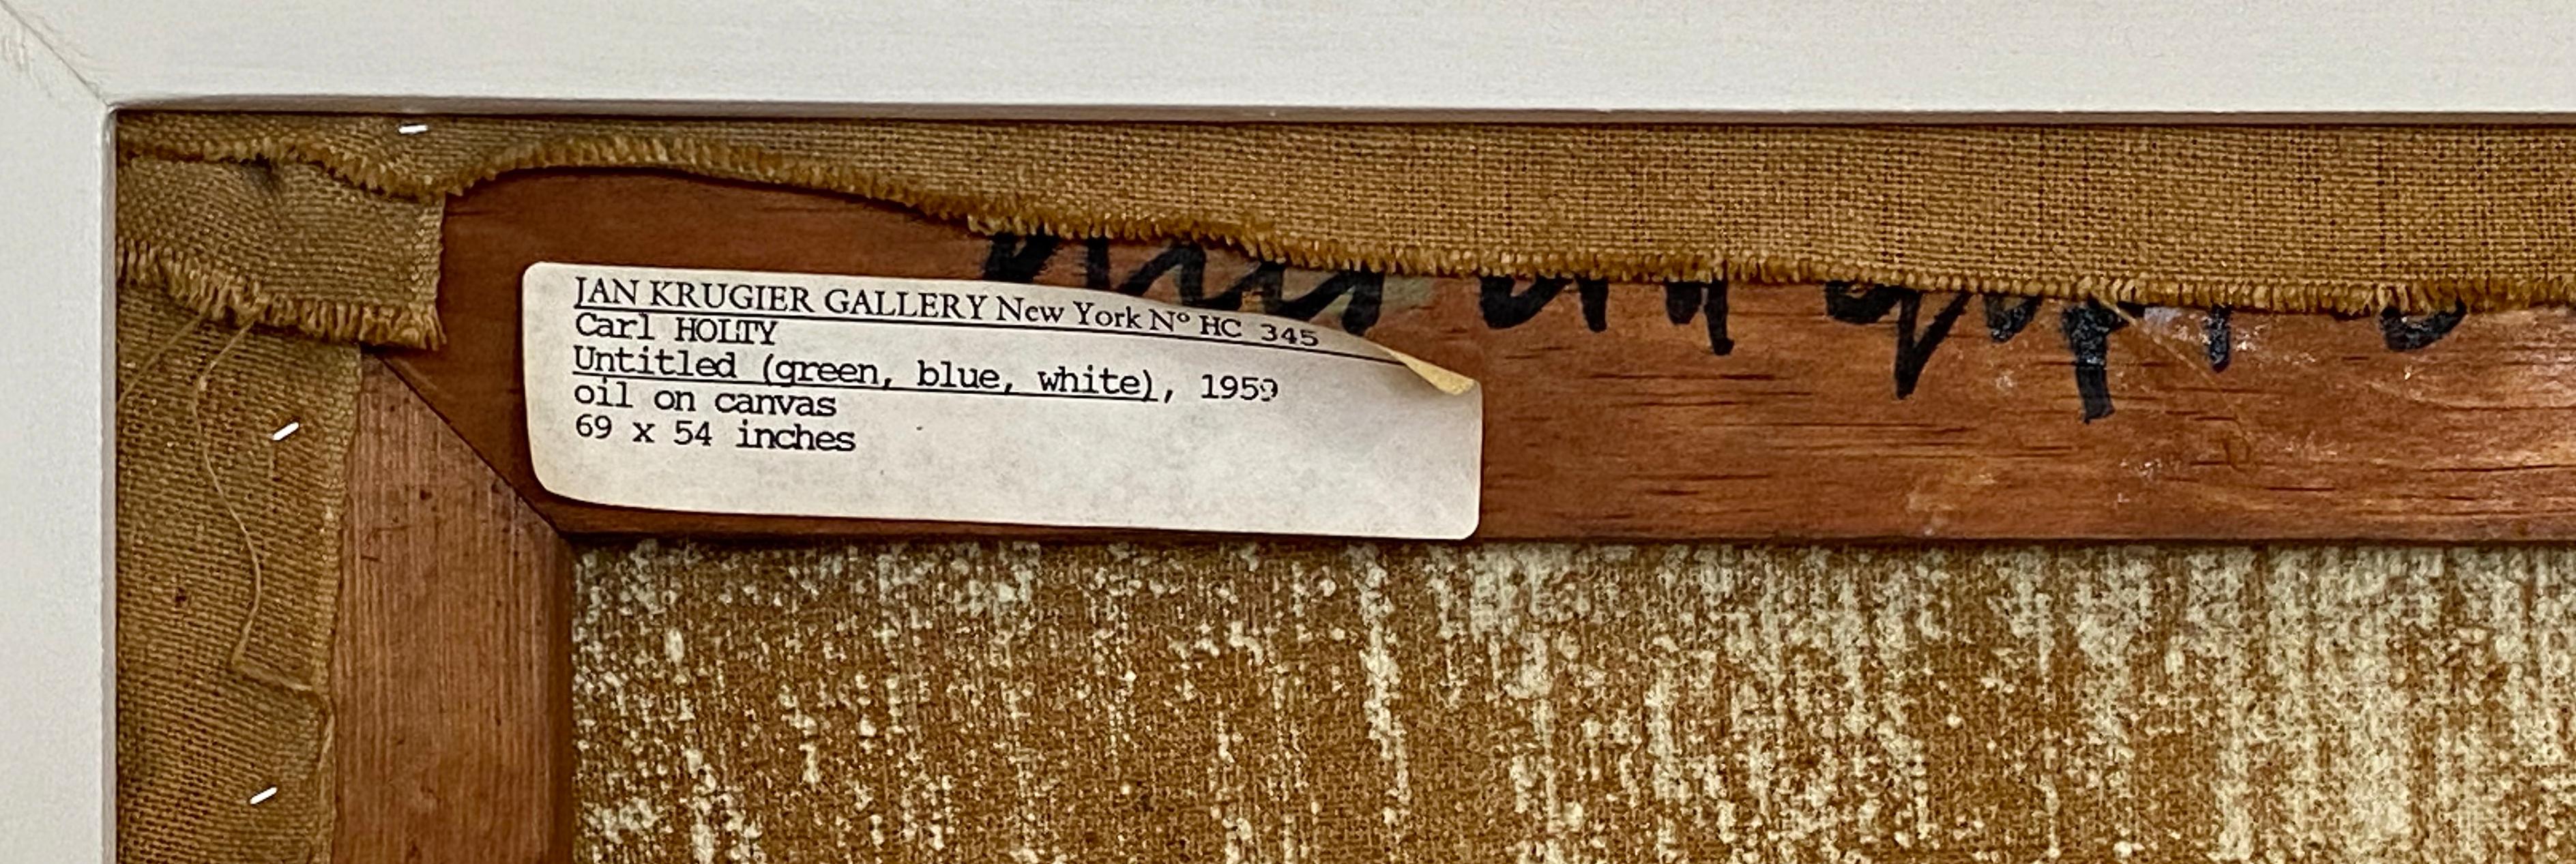 JAN KRUGIER GALLERY New York Nº HC 345
Carl HOLTY
Untitled (green, blue, white), 1959
oil on canvas
69 x 54 inches